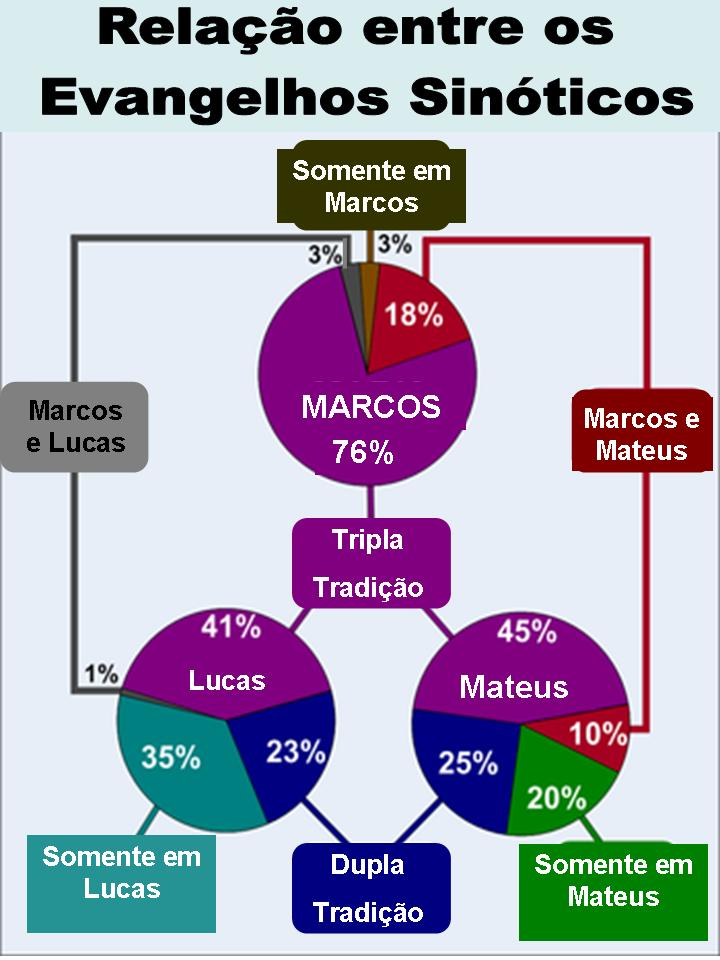 Relação entre os
Evangelhos Sinóticos
Somente em
Marcos
3%
3%
18%
MARCOS
76%
Marcos
e Lucas
Marcos e
Mateus
Tripla
Tradição
41%
Lucas
1%
35%
23%
45%
Mateus
10%
25%
20%
Somente em
Lucas
Dupla
Tradição
Somente em
Mateus